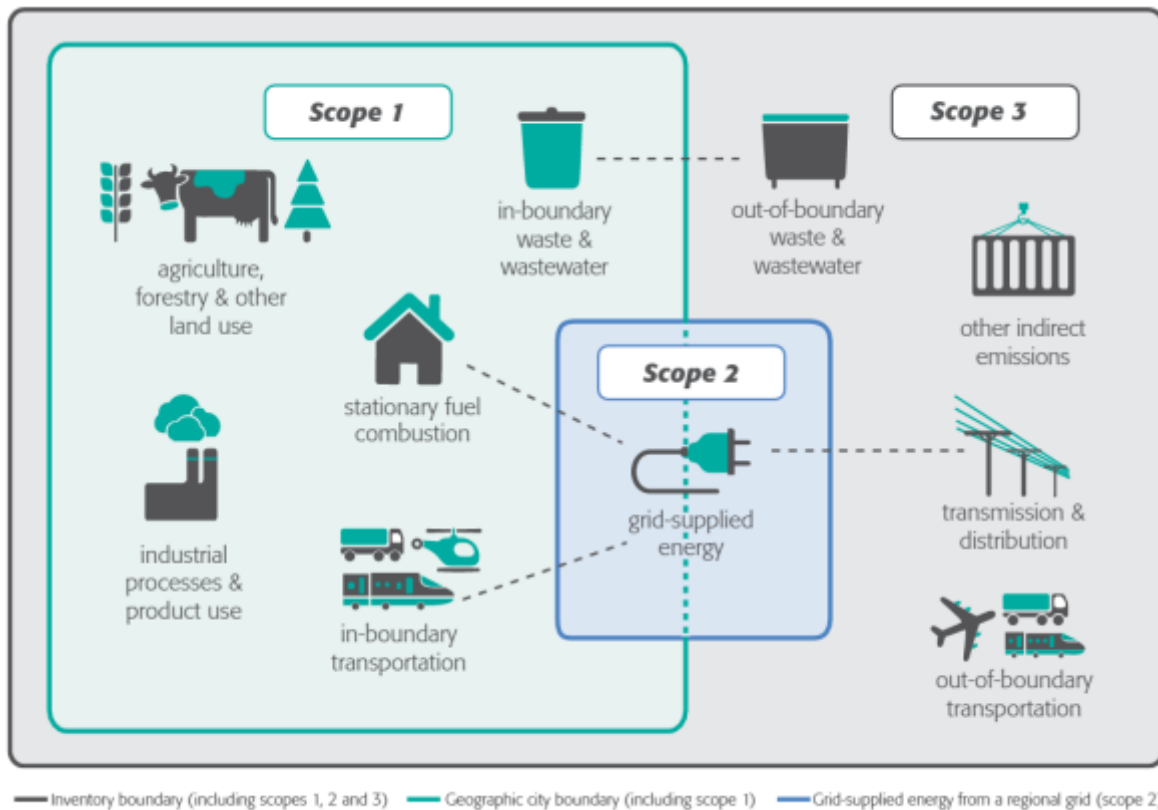 Scope 1
Scope 3
in-boundary
waste &
wastewater
out-of-boundary
waste &
wastewater
agriculture,
forestry & other
land use
other indirect
emissions
Scope 2
stationary fuel
combustion
grid-supplied
energy
transmission &
distribution
industrial
processes &
product use
in-boundary
transportation
out-of-boundary
transportation
Inventory boundary (including scopes 1, 2 and 3) Geographic city boundary (including scope 1) Grid-supplied energy from a regional grid (scope 2)